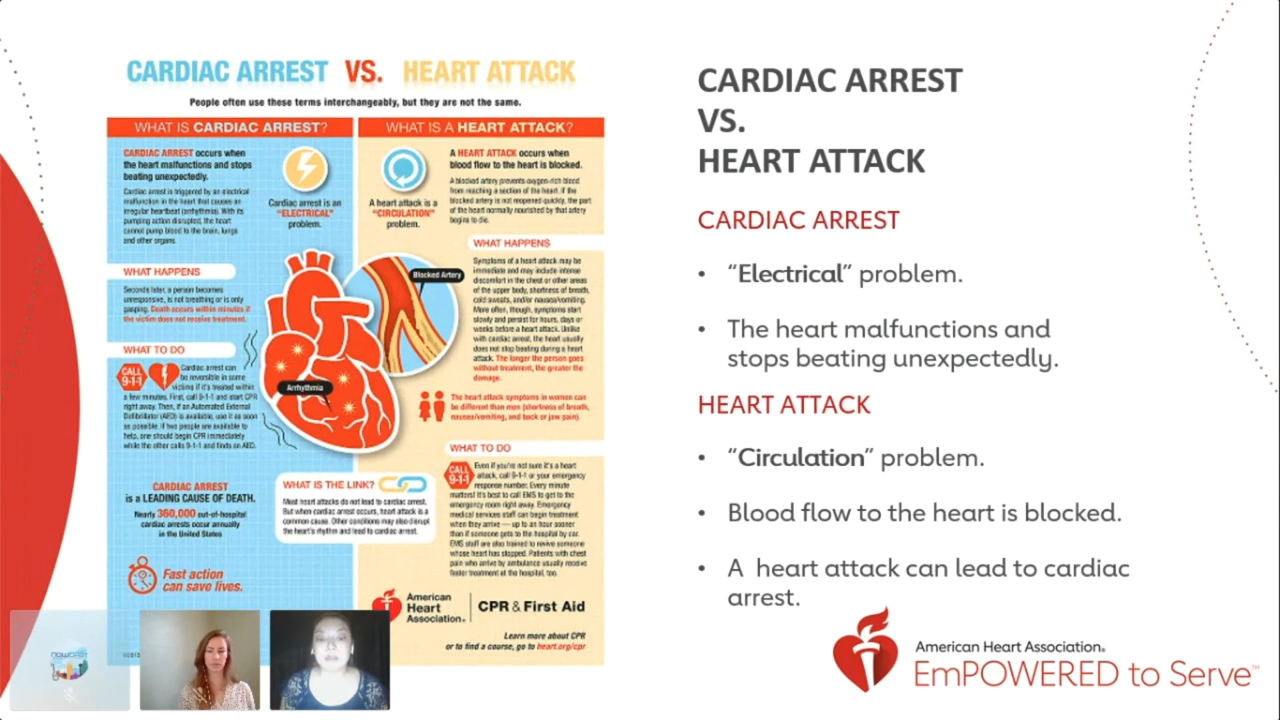 CARDIAC ARREST VS. HEART ATTACK
People often use these terms interchangeably, but they are not the same.
WHAT IS CARDIAC ARREST?
CARDIAC ARREST occurs when
the heart malfunctions and stops
beating unexpectedly.
Cardiac arrest is triggered by an electrical
malfunction in the heart that causes an
irregular heartbeat (arrhythmia). With its
pumping action disrupted, the heart
cannot pump blood to the brain, lungs
and other organs.
Cardiac arrest is an
"ELECTRICAL"
problem.
WHAT HAPPENS
Seconds later, a person becomes
unresponsive, is not breathing or is only
gasping. Death occurs within minutes if
the victim does not receive treatment.
WHAT TO DO
CALL
9-1-1
Cardiac arrest can
be reversible in some
victims if it's treated within
a few minutes. First, call 9-1-1 and start CPR
right away. Then, if an Automated External
Defibrillator (AED) is available, use it as soon
as possible. If two people are available to
help, one should begin CPR immediately
while the other calls 9-1-1 and finds an AED.
Arrhythmia
CARDIAC ARREST
is a LEADING CAUSE OF DEATH.
Nearly 360,000 out-of-hospital
cardiac arrests occur annually
in the United States
Fast action
can save lives.
WHAT IS A HEART ATTACK?
A heart attack is a
"CIRCULATION"
problem.
A HEART ATTACK occurs when
blood flow to the heart is blocked.
A blocked artery prevents oxygen-rich blood
from reaching a section of the heart. If the
blocked artery is not reopened quickly, the part
of the heart normally nourished by that artery
begins to die.
Blocked Artery
WHAT HAPPENS
Symptoms of a heart attack may be
immediate and may include intense
discomfort in the chest or other areas
of the upper body, shortness of breath,
cold sweats, and/or nausea/vomiting.
More often, though, symptoms start
slowly and persist for hours, days or
weeks before a heart attack. Unlike
with cardiac arrest, the heart usually
does not stop beating during a heart
attack. The longer the person goes
without treatment, the greater the
damage.
The heart attack symptoms in women can
be different than men (shortness of breath,
nausea/vomiting, and back or jaw pain).
WHAT TO DO
CALL
9-1-1
Even if you're not sure it's a heart
attack, call 9-1-1 or your emergency
response number. Every minute
matters! It's best to call EMS to get to the
emergency room right away. Emergency
medical services staff can begin treatment
when they arrive — up to an hour sooner
than if someone gets to the hospital by car.
EMS staff are also trained to revive someone
whose heart has stopped. Patients with chest
pain who arrive by ambulance usually receive
faster treatment at the hospital, too.
WHAT IS THE LINK?
Most heart attacks do not lead to cardiac arrest.
But when cardiac arrest occurs, heart attack is a
common cause. Other conditions may also disrupt
the heart's rhythm and lead to cardiac arrest.
American
Heart
Association®
CPR & First Aid
Learn more about CPR
or to find a course, go to heart.org/cpr
CARDIAC ARREST
VS.
HEART ATTACK
CARDIAC ARREST
• "Electrical" problem.
• The heart malfunctions and
stops beating unexpectedly.
HEART ATTACK
• "Circulation" problem.
• Blood flow to the heart is blocked.
• A heart attack can lead to cardiac
arrest.
American Heart Association®
EmPOWERED to Serve™